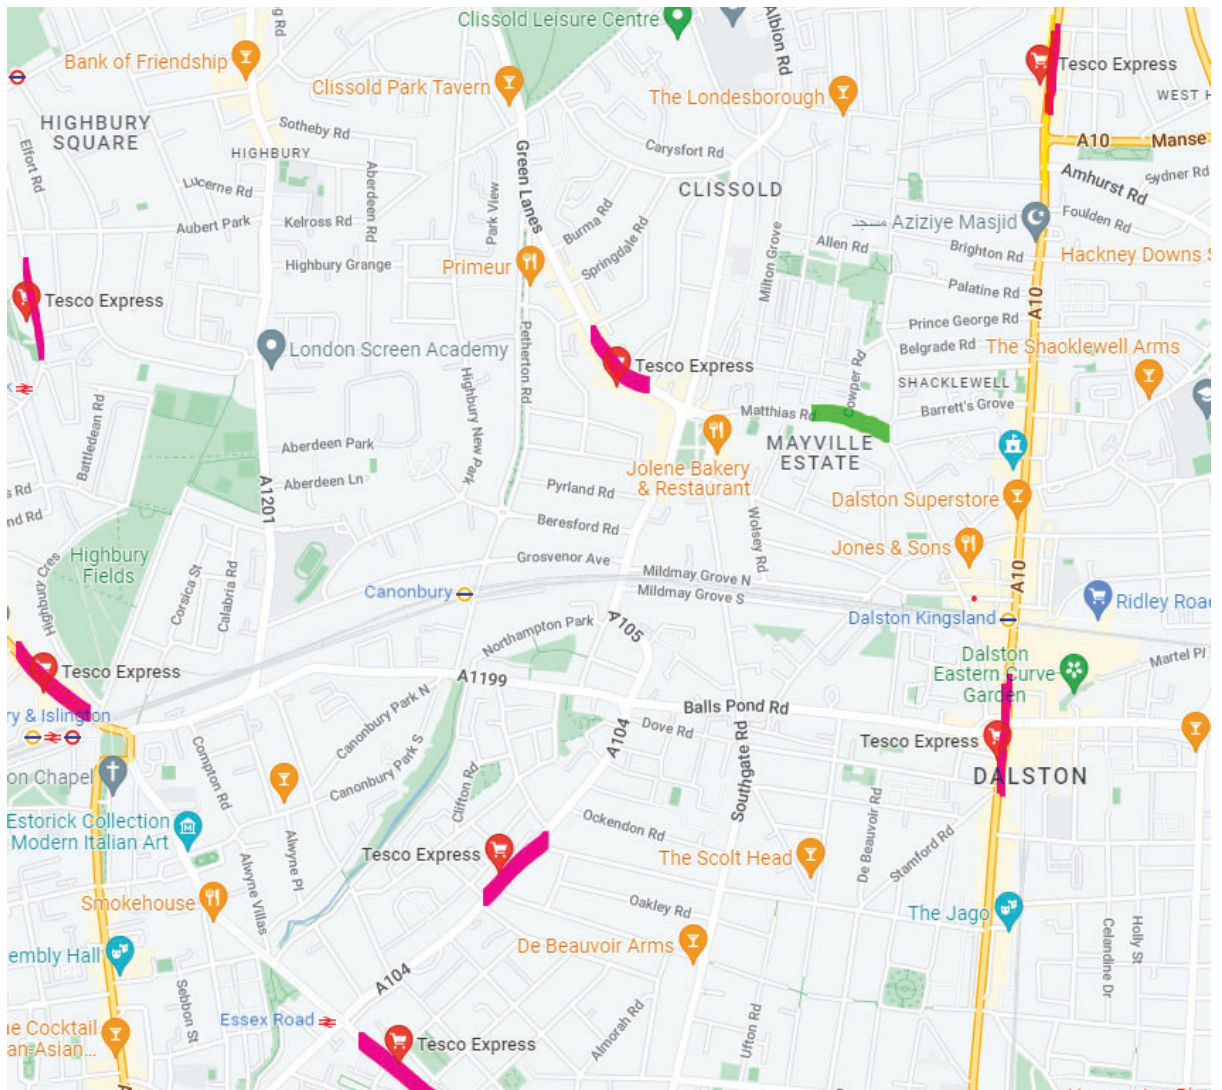 Clissold Leisure Centre
Albion Rd
Bank of Friendship
Clissold Park Tavern
The Londesborough
Tesco Express
WEST H
HIGHBURY
SQUARE
Sotheby Rd
Elfort Rd
HIGHBURY
Carysfort Rd
A10
Manse
Green Lanes
Lucerne Rd
Aberdeen Rd
CLISSOLD
Amhurst Rd
Sydner Rd
Aubert Park
Kelross Rd
Park View
Burma Rd
Springdale Rd
مسجد Aziziye Masjid
Foulden Rd
Highbury Grange
Primeur
Milton Grove
Allen Rd
Brighton Rd
Hackney Downs S
Tesco Express
Palatine Rd
A10
London Screen Academy
Petherton Rd
Prince George Rd
Belgrade Rd
The Shacklewell Arms
Tesco Express
Highbury New Park
Cowper Rd
SHACKLEWELL
Barrett's Grove
Battledean Rd
Matthias Rd
MAYVILLE
ESTATE
Aberdeen Park
Aberdeen Ln
A1201
Jolene Bakery
& Restaurant
Pyrland Rd
Dalston Superstore
Beresford Rd
Wolsey Rd
Jones & Sons
Highbury
Fields
Highbury Cres
Corsica St
Calabria Rd
Grosvenor Ave
Mildmay Grove N
Mildmay Grove S
Canonbury
A10
Ridley Road
Dalston Kingsland
A105
Northampton Park
Tesco Express
A1199
Dalston
Eastern Curve
Garden
Martel Pl
ry & Islington
Canonbury Park N
Balls Pond Rd
A104
Dove Rd
Southgate Rd
Tesco Express
DALSTON
on Chapel
Compton Rd
Canonbury Park S
Clifton Rd
Estorick Collection
Modern Italian Art
Ockendon Rd
De Beauvoir Rd
Stamford Rd
Alwyne Pl
Tesco Express
The Scolt Head
Alwyne Villas
Smokehouse
Oakley Rd
The Jago
De Beauvoir Arms
Celandine Dr
Holly St
embly Hall
Sebbon St
A104
Essex Road
Almorah Rd
Ufton Rd
ne Cocktail
an-Asian...
Tesco Express